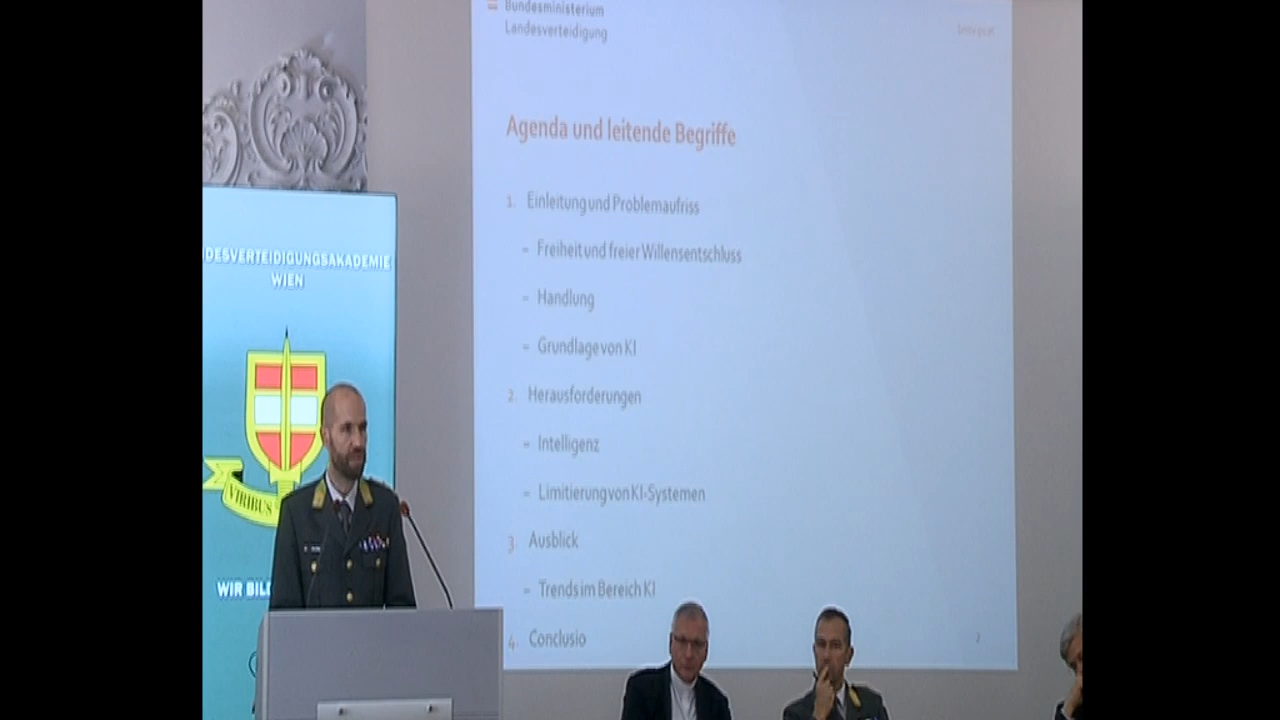 Bundesministerium
Landesverteidigung
Agenda und leitende Begriffe
1. Einleitung und Problemaufriss
- Freiheit und freier Willensentschluss
- Handlung
- Grundlage von KI
2. Herausforderungen
- Intelligenz
- Limitierung von KI-Systemen
3. Ausblick
- Trends im Bereich KI
4. Conclusio
DESVERTEIDIGUNGSAKADEMIE
WIEN
VIRIBUS
WIR BIL